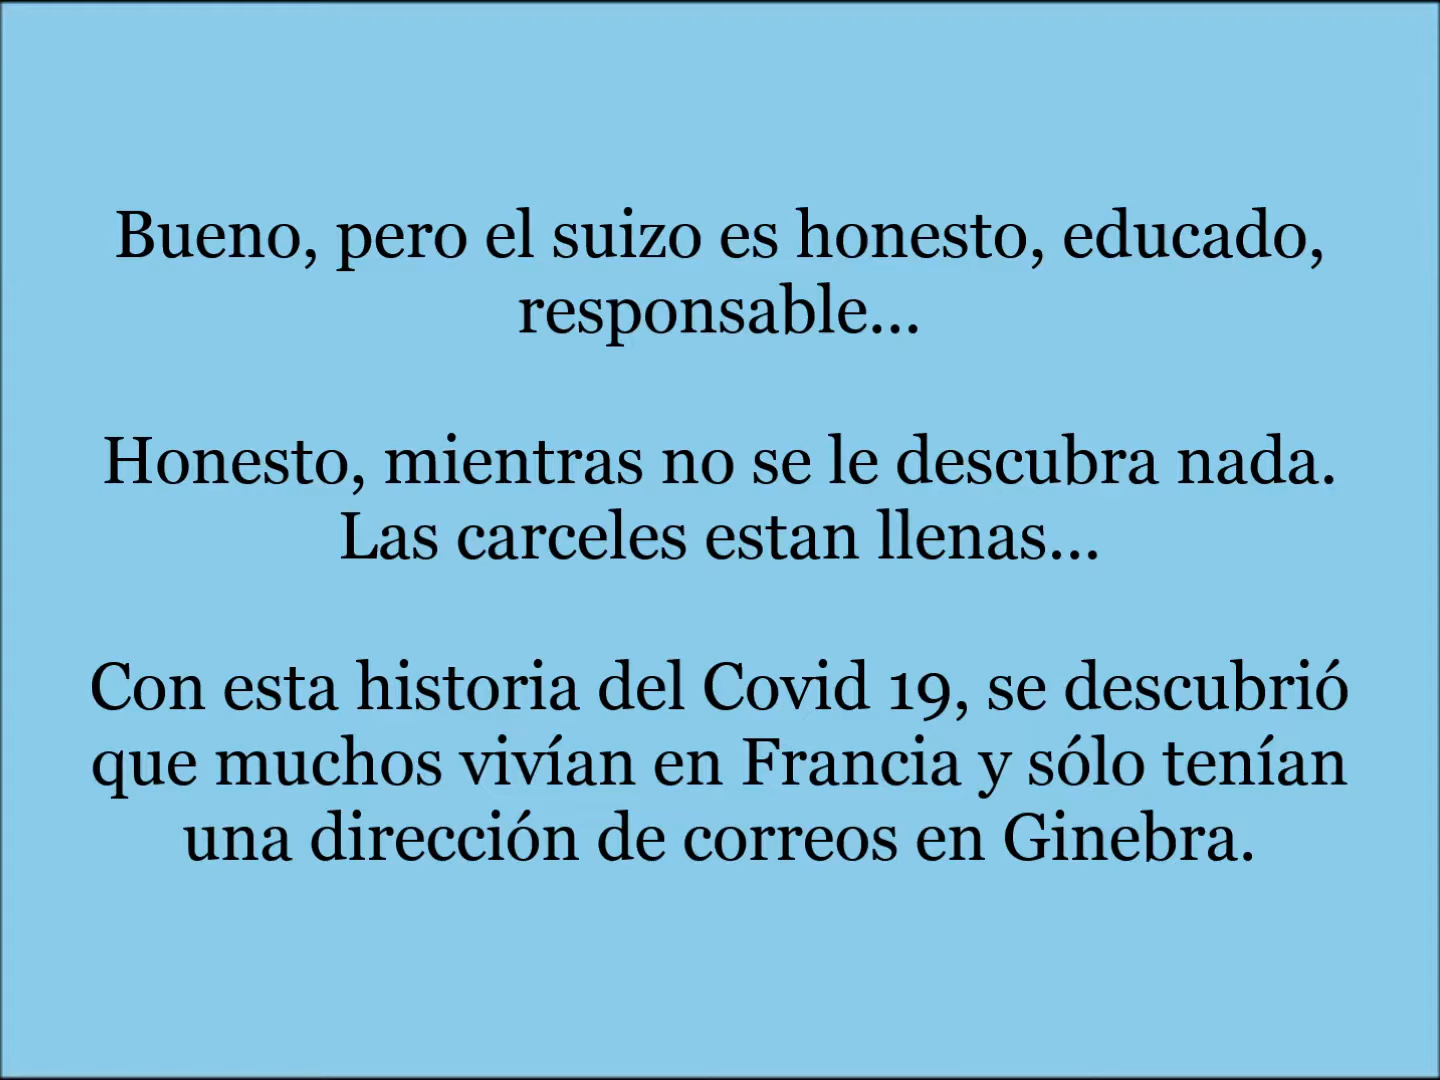 Bueno, pero el suizo es honesto, educado,
responsable...
Honesto, mientras no se le descubra nada.
Las carceles estan llenas...
Con esta historia del Covid 19, se descubrió
que muchos vivían en Francia y sólo tenían
una dirección de correos en Ginebra.